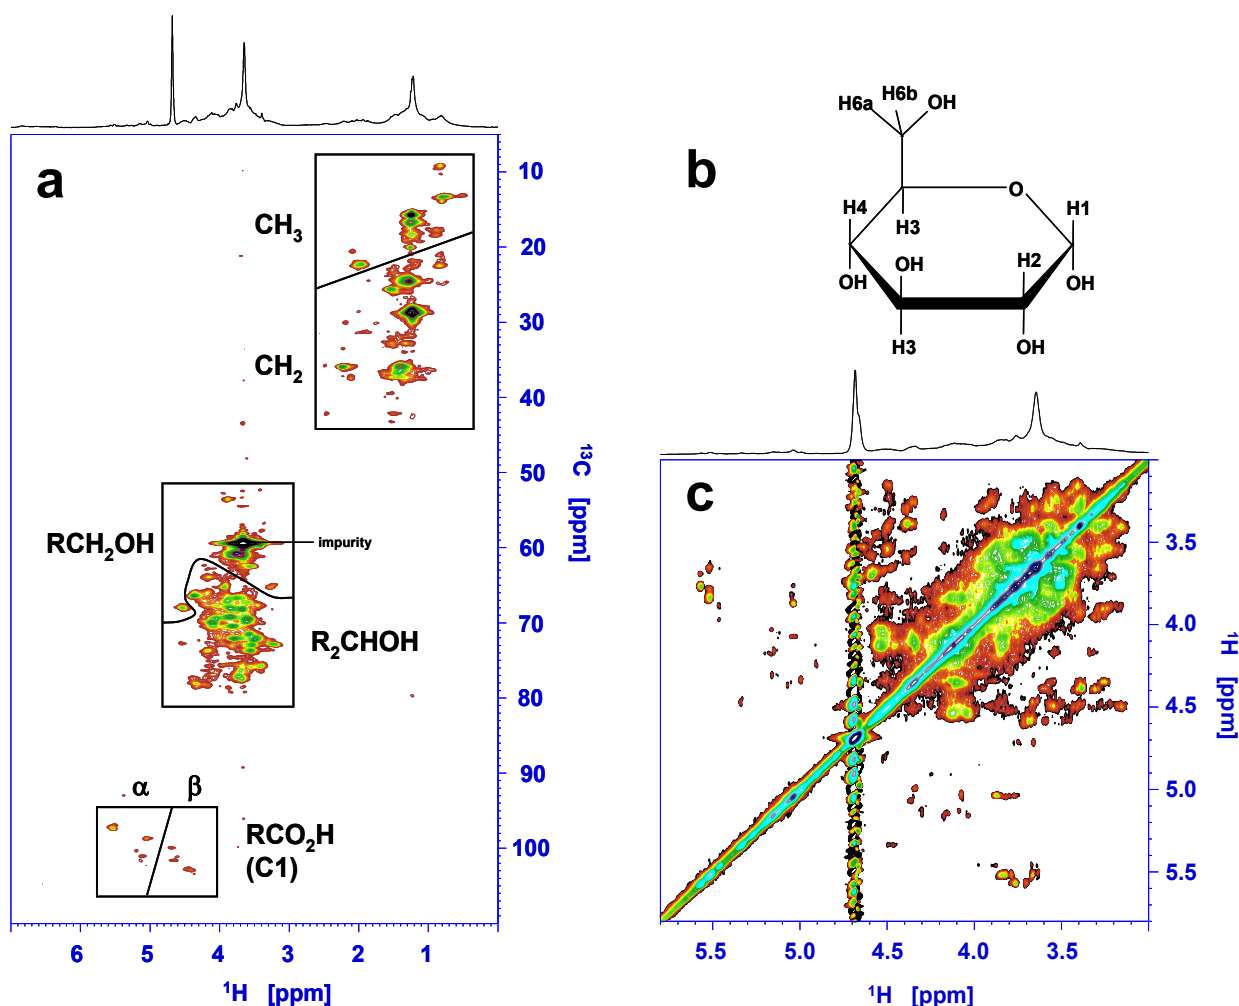 a
CH3
CH2
RCH2OH
impurity
R2CHOH
α β
RCO2H
(C1)
10
20
30
40
50
60
70
80
90
100
13C [ppm]
6 5 4 3 2 1
1H [ppm]
b
H6a
H6b
OH
O
H4
H3
H1
OH
H2
OH
OH
H3
OH
c
3.5
4.0
4.5
5.0
5.5
1H [ppm]
5.5 5.0 4.5 4.0 3.5
1H [ppm]